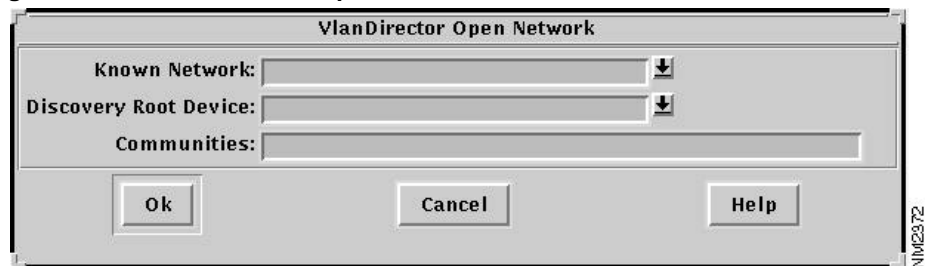 VlanDirector Open Network
Known Network:
Discovery Root Device:
Communities:
Ok Cancel Help
NM2372